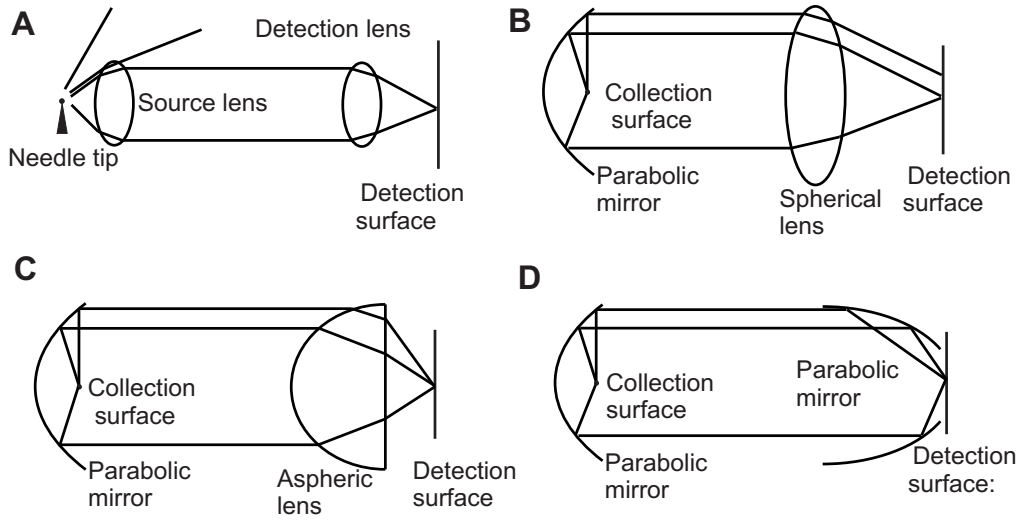 A
Detection lens
Source lens
Needle tip
Detection
surface
B
Collection
surface
Parabolic
mirror
Spherical
lens
Detection
surface
C
Collection
surface
Parabolic
mirror
Aspheric
lens
Detection
surface
D
Parabolic
mirror
Collection
surface
Parabolic
mirror
Detection
surface: